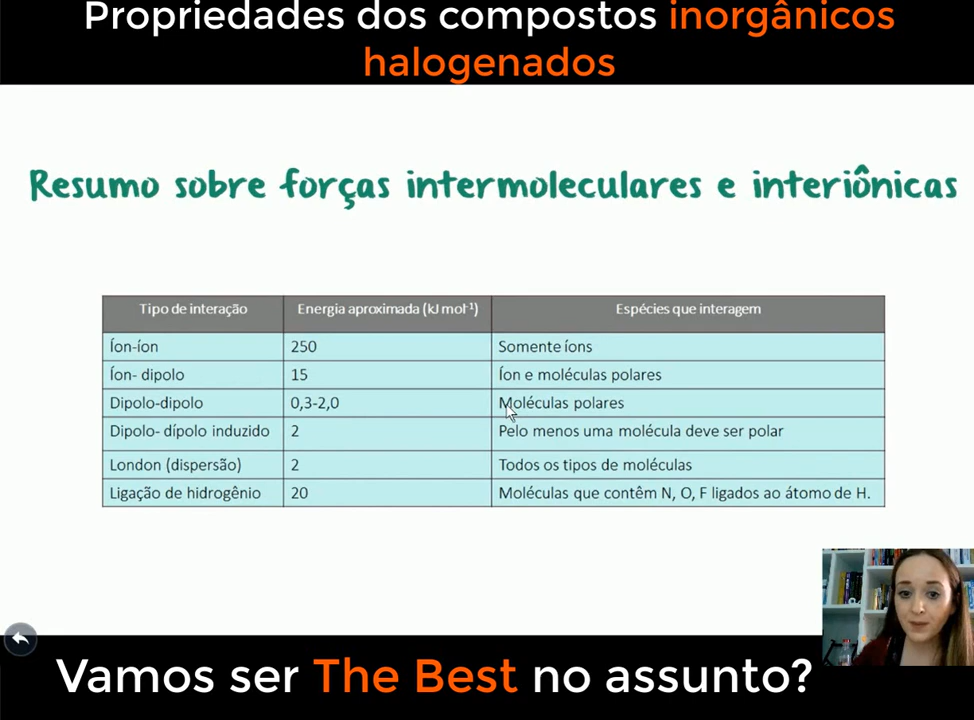 Propriedades dos compostos inorgânicos
halogenados
Resumo sobre forças intermoleculares e interiônicas
Tipo de interação Energia aproximada (kJ mol⁻¹) Espécies que interagem
Íon-íon 250 Somente íons
Íon- dipolo 15 Íon e moléculas polares
Dipolo-dipolo 0,3-2,0 Moléculas polares
Dipolo- dípolo induzido 2 Pelo menos uma molécula deve ser polar
London (dispersão) 2 Todos os tipos de moléculas
Ligação de hidrogênio 20 Moléculas que contêm N, O, F ligados ao átomo de H.
Vamos ser The Best no assunto?